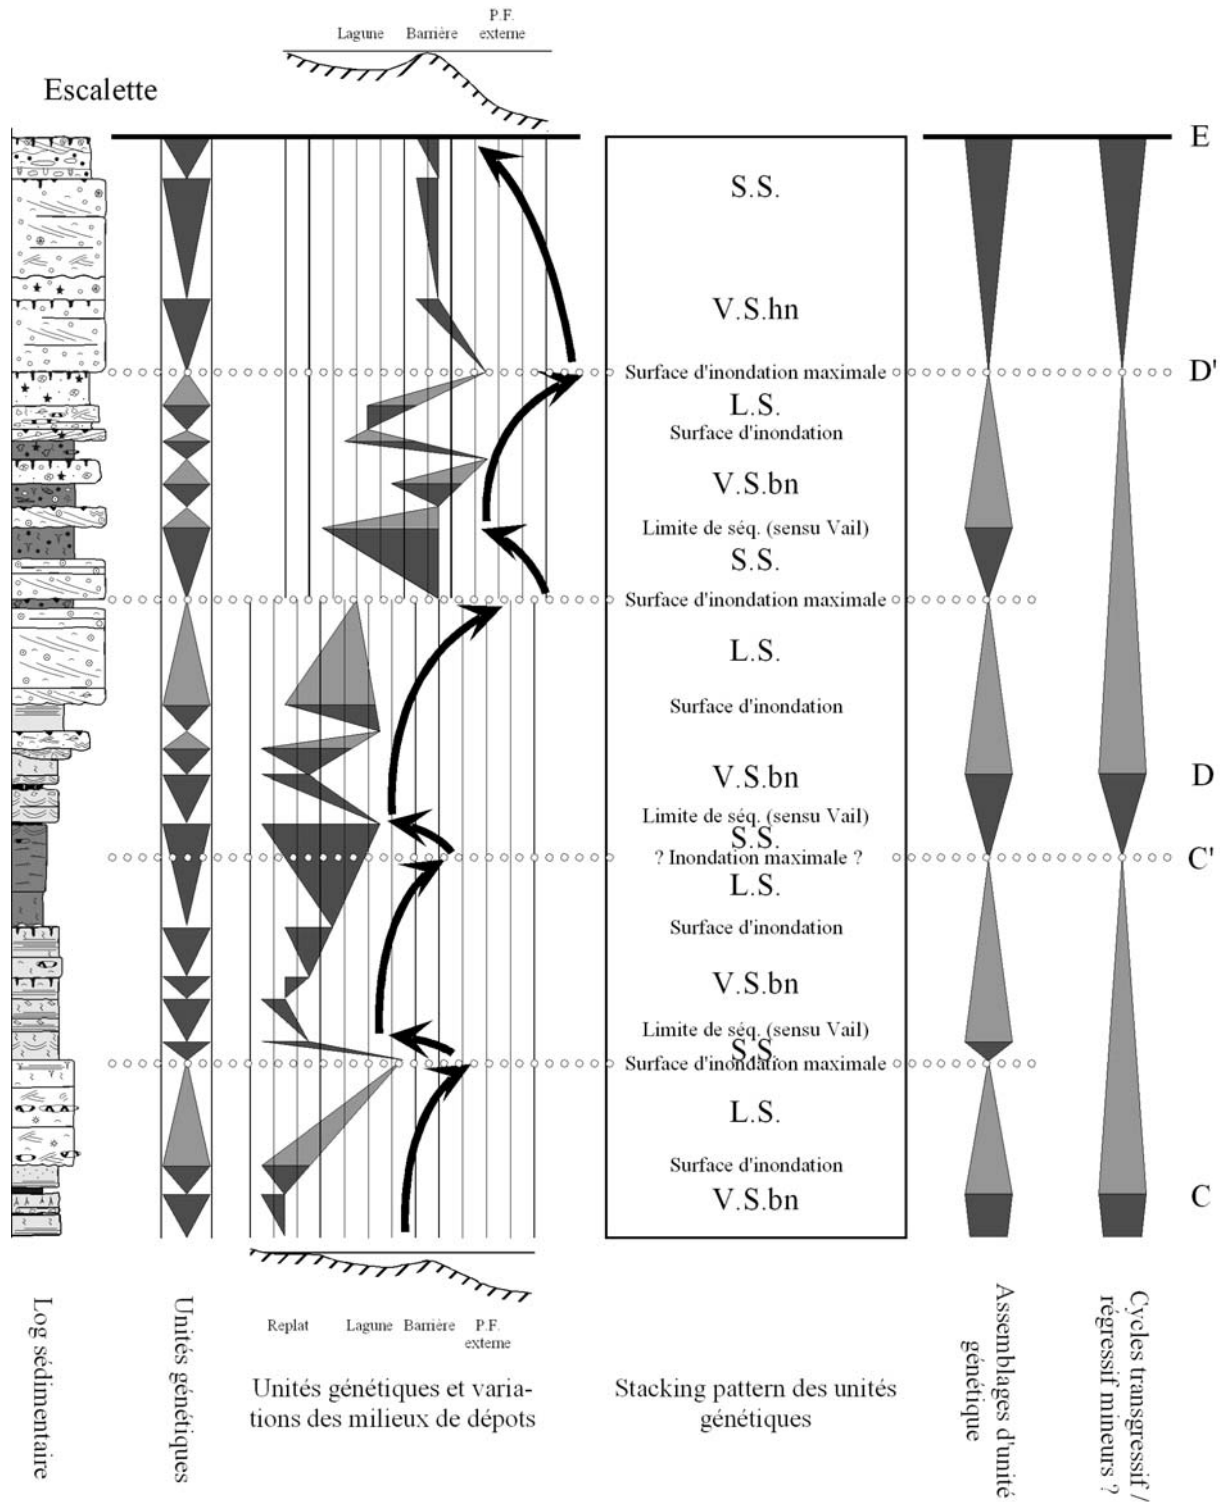 P.F.
Lagune Barrière externe
Escalette
E
S.S.
V.S.hn
Surface d'inondation maximale
D'
L.S.
Surface d'inondation
V.S.bn
Limite de séq. (sensu Vail)
S.S.
Surface d'inondation maximale
L.S.
Surface d'inondation
V.S.bn
D
Limite de séq. (sensu Vail)
S.S.
? Inondation maximale ?
C'
L.S.
Surface d'inondation
V.S.bn
Limite de séq. (sensu Vail)
S.S.
Surface d'inondation maximale
L.S.
Surface d'inondation
V.S.bn
C
Replat Lagune Barrière P.F.
externe
Log sédimentaire
Unités génétiques
Unités génétiques et varia-
tions des milieux de dépots
Stacking pattern des unités
génétiques
Assemblages d'unité
génétique
Cycles transgressif /
régressif mineurs ?